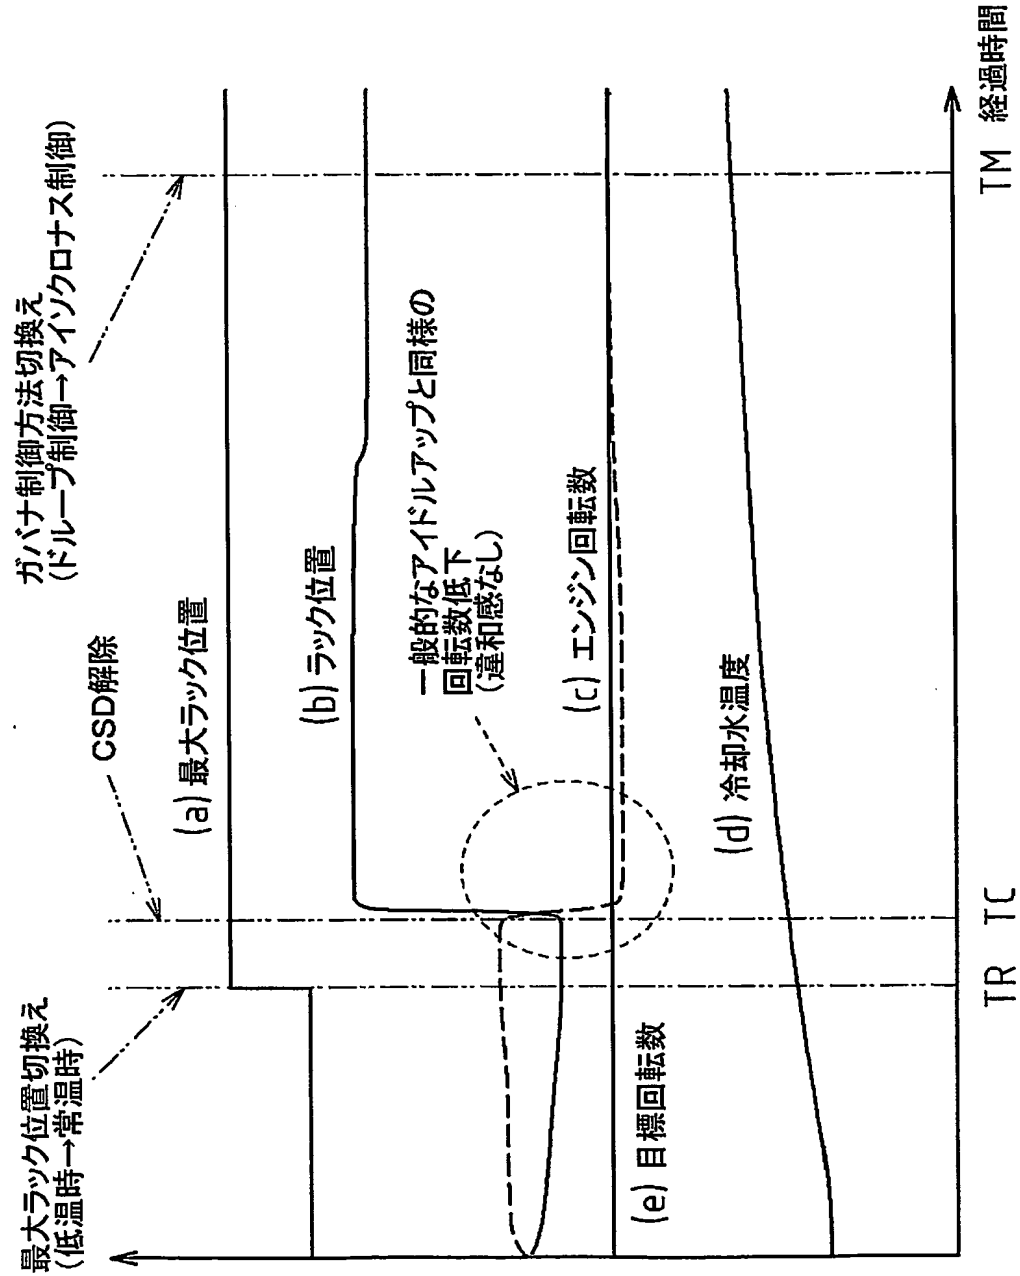 最大ラック位置切換え
(低温時→常温時)
CSD解除
ガバナ制御方法切換え
(ドループ制御→アイソクロナス制御)
(a) 最大ラック位置
(b) ラック位置
一般的なアイドルアップと同様の
回転数低下
(違和感なし)
(c) エンジン回転数
(e) 目標回転数
(d) 冷却水温度
TR
TC
TM
経過時間